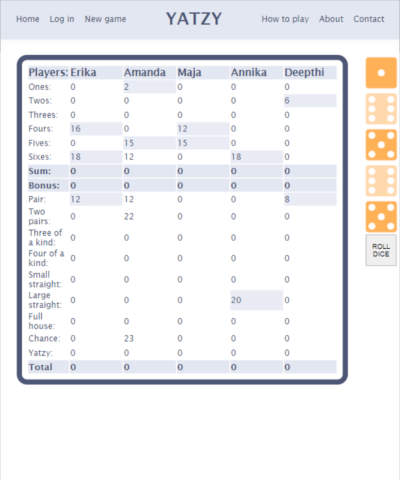 Home Log in New game YATZY How to play About Contact
Players: Erika Amanda Maja Annika Deepthi
Ones: 0 2 0 0 0
Twos: 0 0 0 0 6
Threes: 0 0 0 0 0
Fours: 16 0 12 0 0
Fives: 0 15 15 0 0
Sixes: 18 12 0 18 0
Sum: 0 0 0 0 0
Bonus: 0 0 0 0 0
Pair: 12 12 0 0 8
Two
pairs: 0 22 0 0 0
Three of
a kind: 0 0 0 0 0
Four of a
kind: 0 0 0 0 0
Small
straight: 0 0 0 0 0
Large
straight: 0 0 0 20 0
Full
house: 0 0 0 0 0
Chance: 0 23 0 0 0
Yatzy: 0 0 0 0 0
Total 0 0 0 0 0
ROLL
DICE